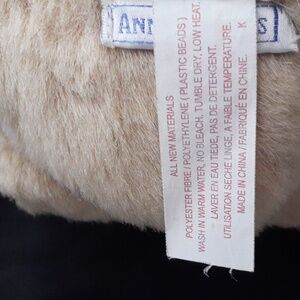 ANN
S
ALL NEW MATERIALS
POLYESTER FIBRE / POLYETHYLENE ( PLASTIC BEADS )
WASH IN WARM WATER, NO BLEACH. TUMBLE DRY, LOW HEAT.
LAVER EN EAU TIEDE, PAS DE DETERGENT.
UTILISATION SECHE LINGE, A FAIBLE TEMPERATURE.
MADE IN CHINA / FABRIQUÉ EN CHINE.
K